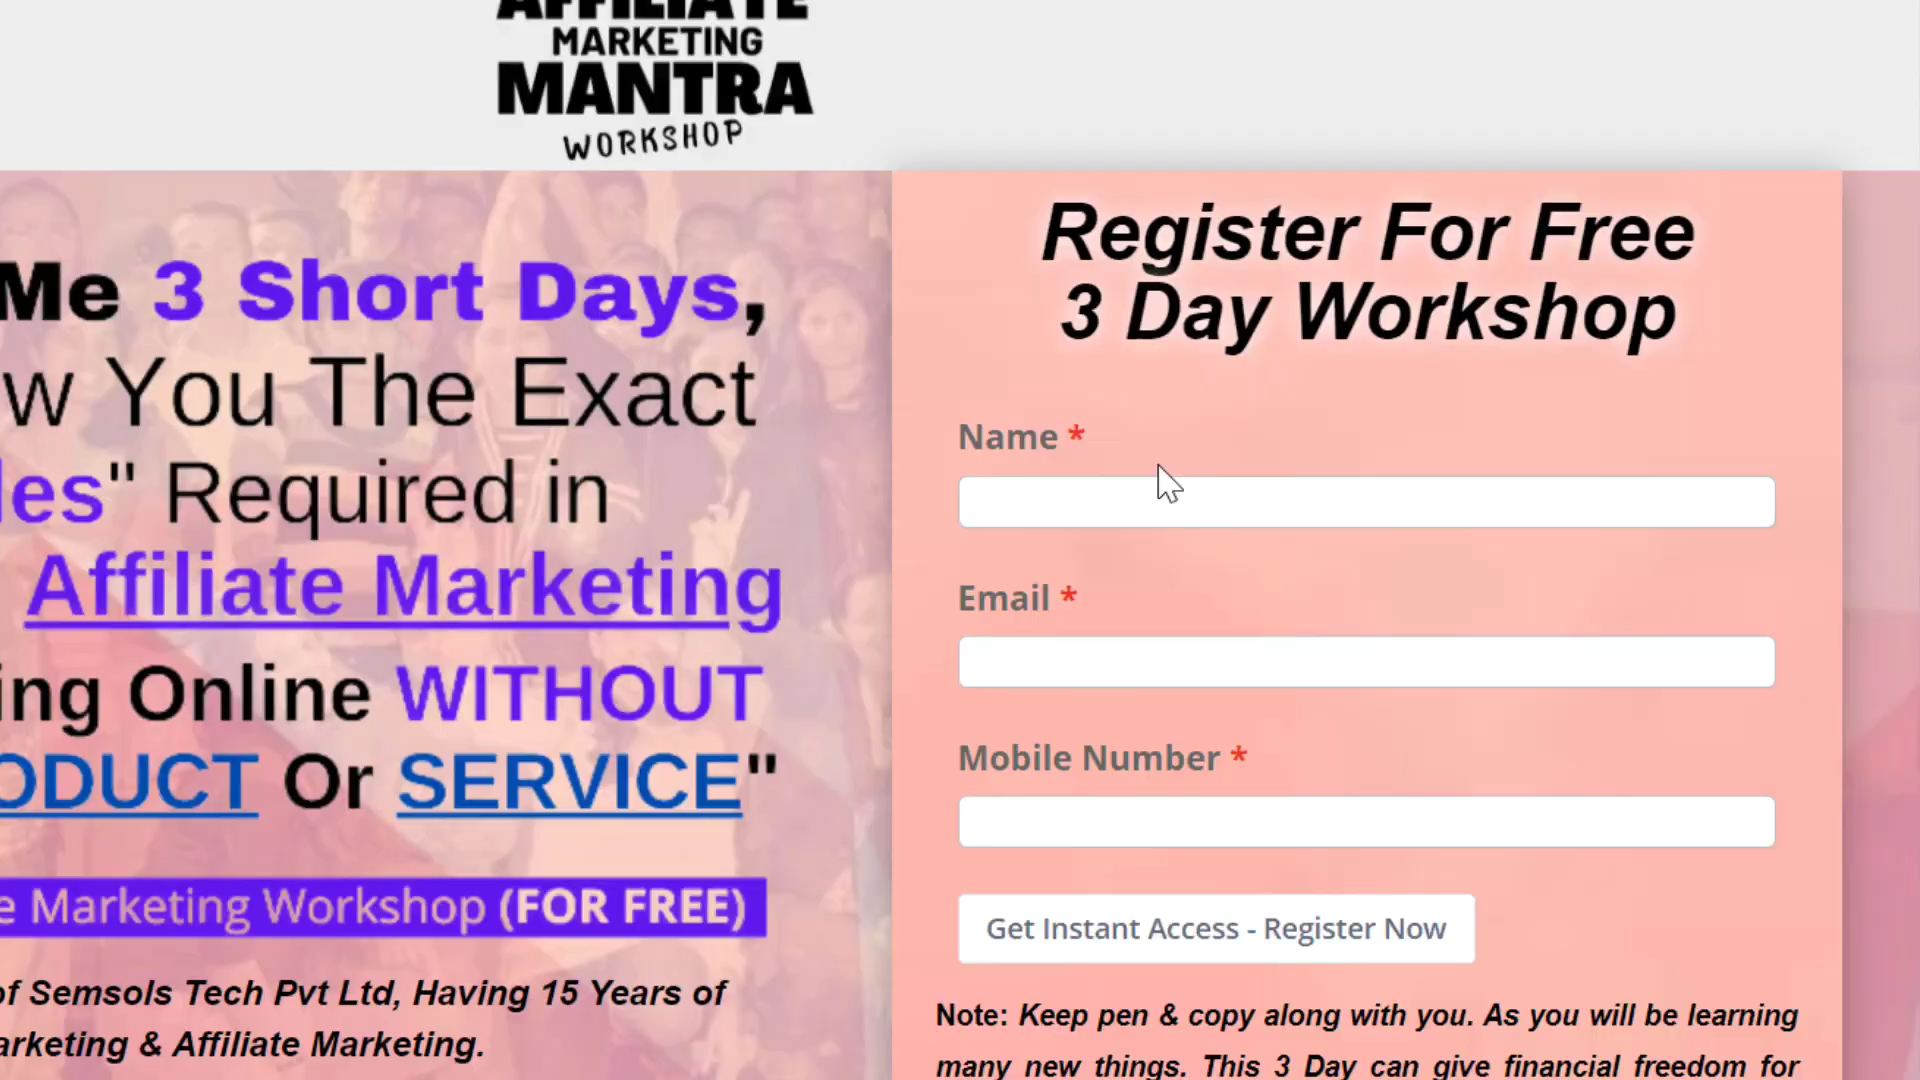 AFFILIATE
MARKETING
MANTRA
WORKSHOP
Me 3 Short Days,
w You The Exact
les" Required in
Affiliate Marketing
ing Online WITHOUT
ODUCT Or SERVICE"
e Marketing Workshop (FOR FREE)
of Semsols Tech Pvt Ltd, Having 15 Years of
arketing & Affiliate Marketing.
Register For Free
3 Day Workshop
Name *
Email *
Mobile Number *
Get Instant Access - Register Now
Note: Keep pen & copy along with you. As you will be learning
many new things. This 3 Day can give financial freedom for